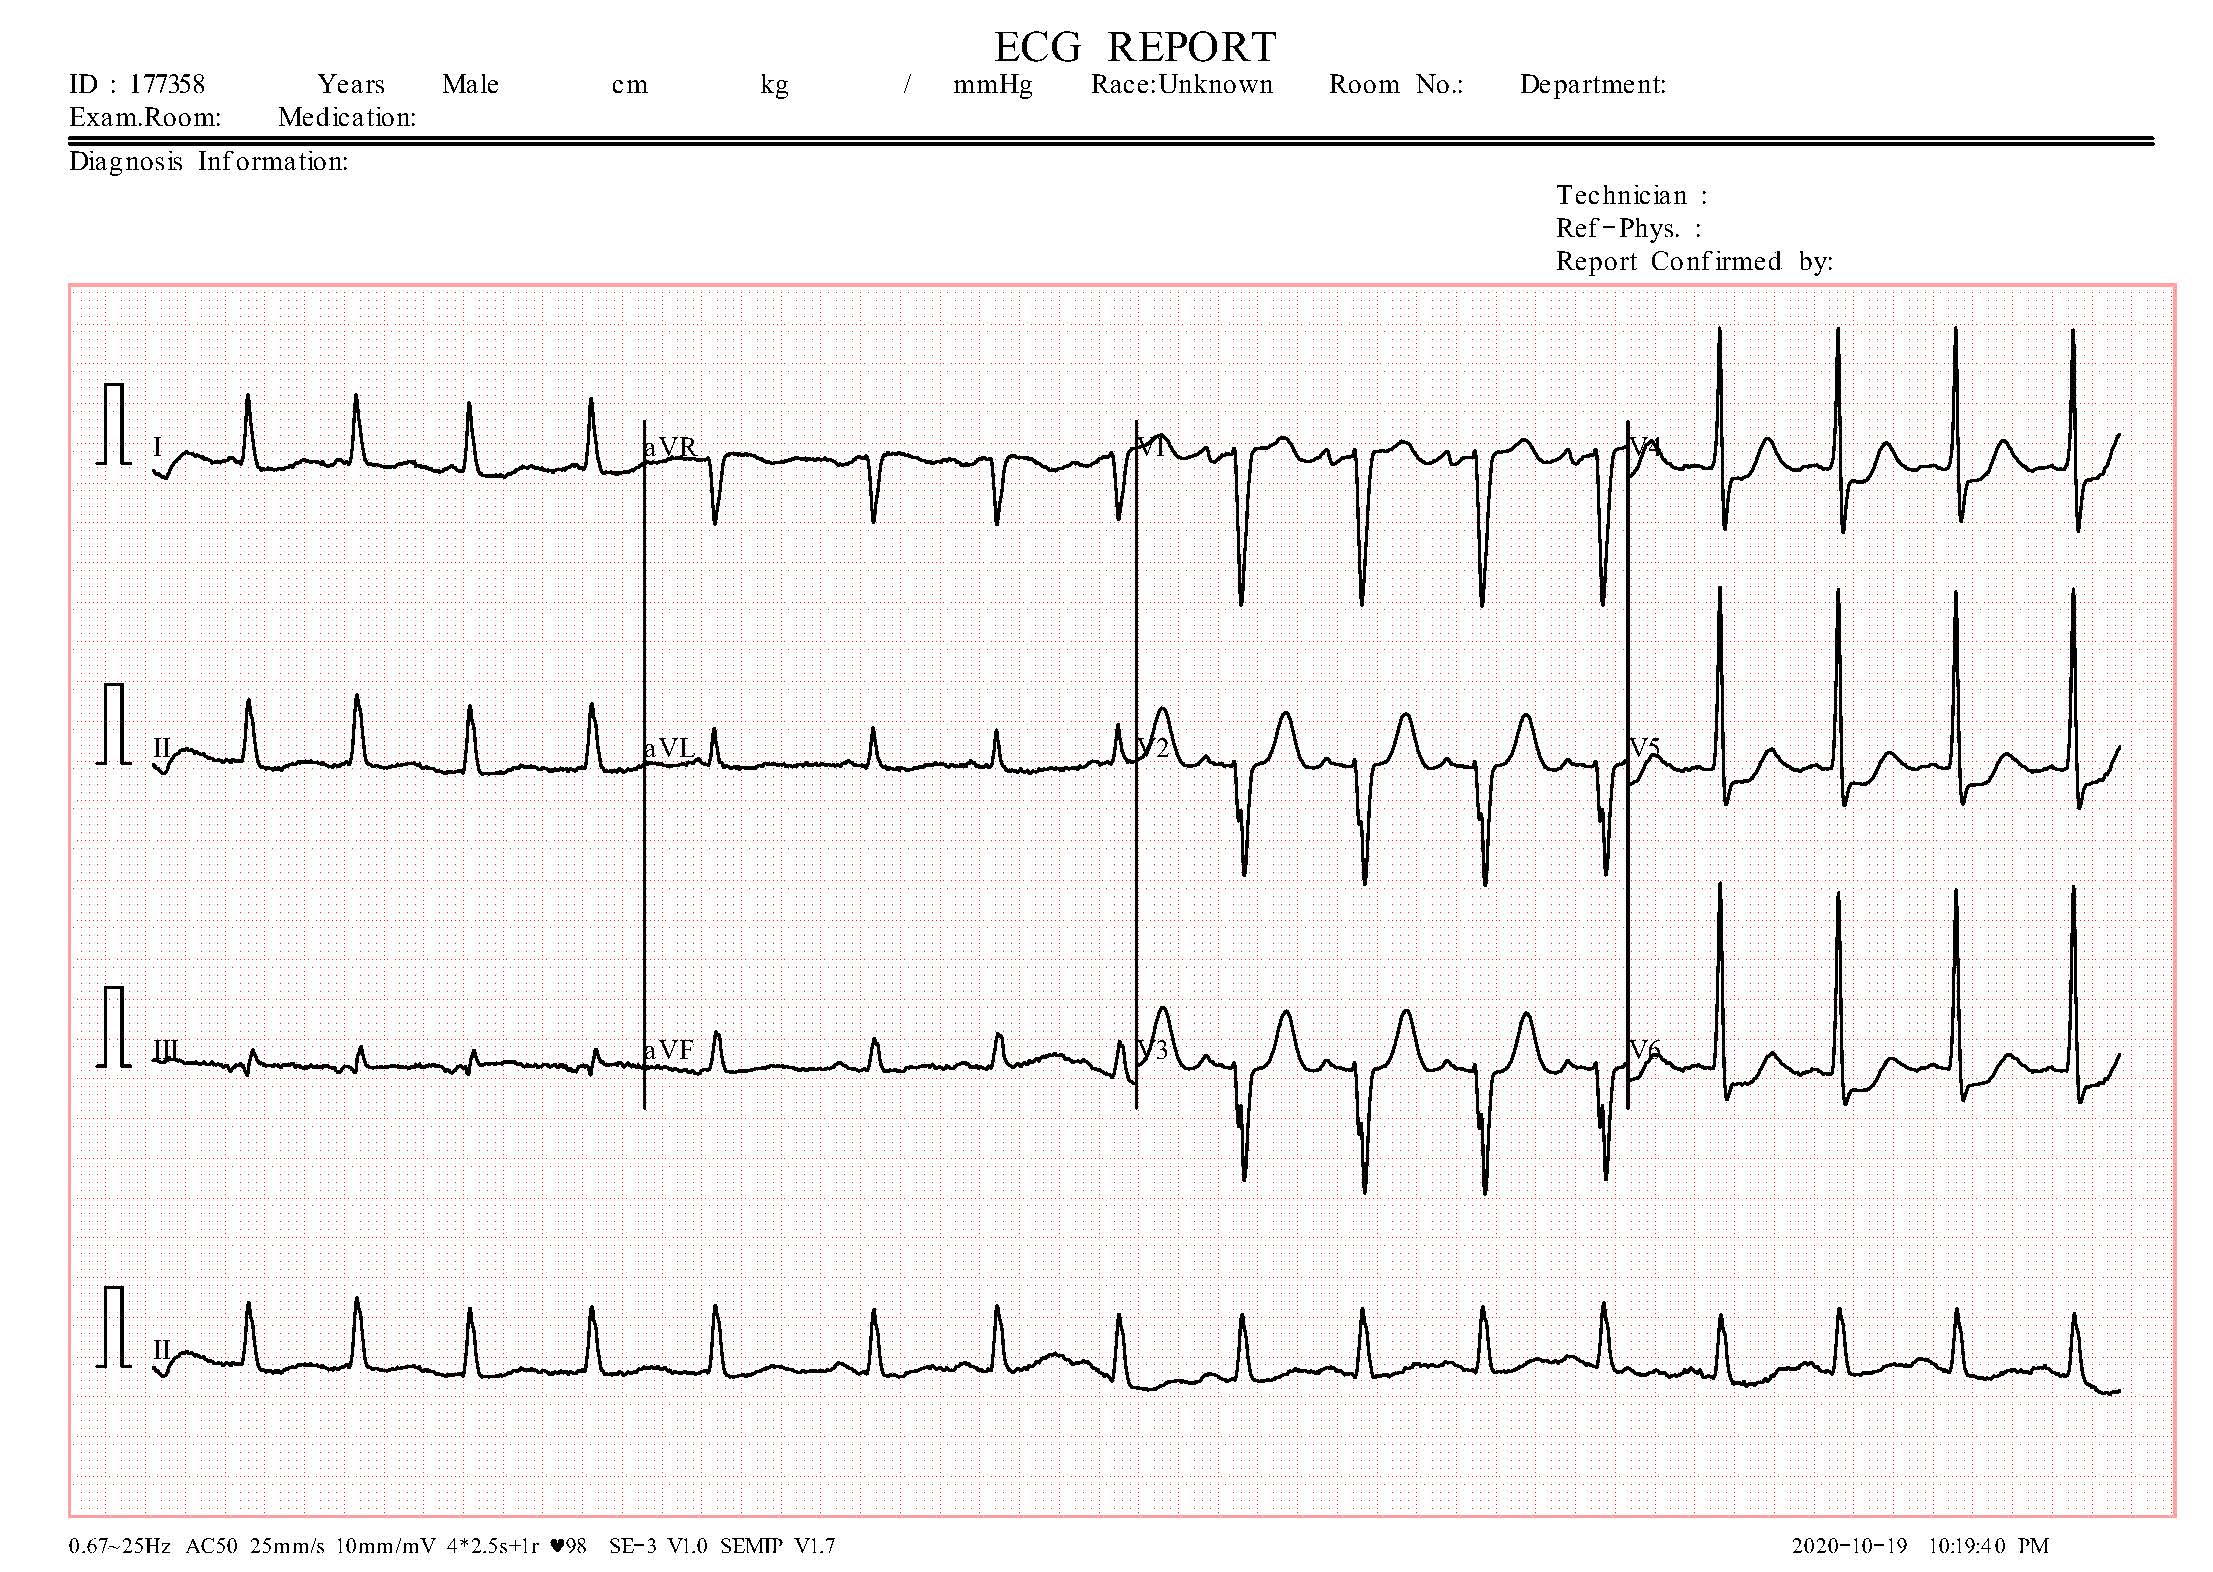 ECG REPORT
ID : 177358 Years Male cm kg / mmHg Race:Unknown Room No.: Department:
Exam.Room: Medication:
Diagnosis Information:
Technician :
Ref-Phys. :
Report Confirmed by:
I aVR V1 V4
II aVL V2 V5
III aVF V3 V6
II
0.67~25Hz AC50 25mm/s 10mm/mV 4*2.5s+1r ♥98 SE-3 V1.0 SEMIP V1.7 2020-10-19 10:19:40 PM